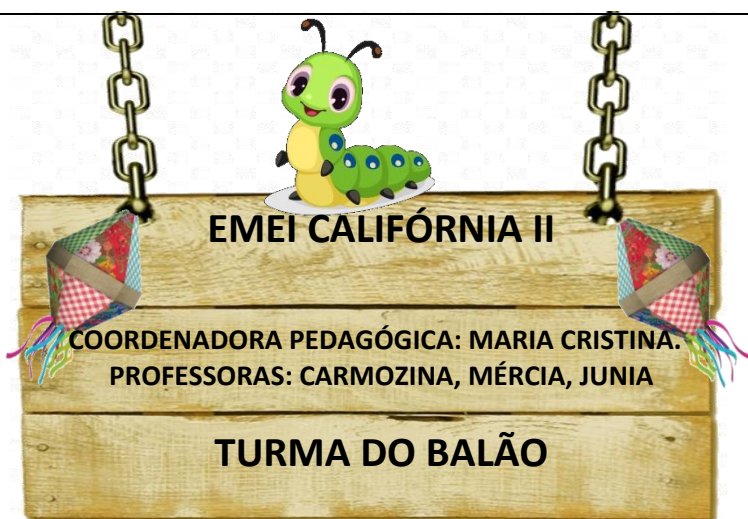 EMEI CALIFÓRNIA II
COORDENADORA PEDAGÓGICA: MARIA CRISTINA.
PROFESSORAS: CARMOZINA, MÉRCIA, JUNIA
TURMA DO BALÃO